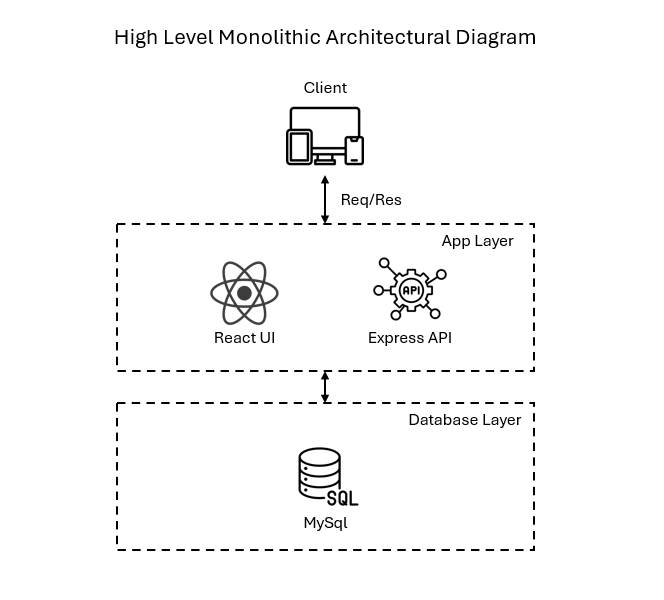 High Level Monolithic Architectural Diagram
Client
Req/Res
App Layer
API
React UI
Express API
Database Layer
SQL
MySql